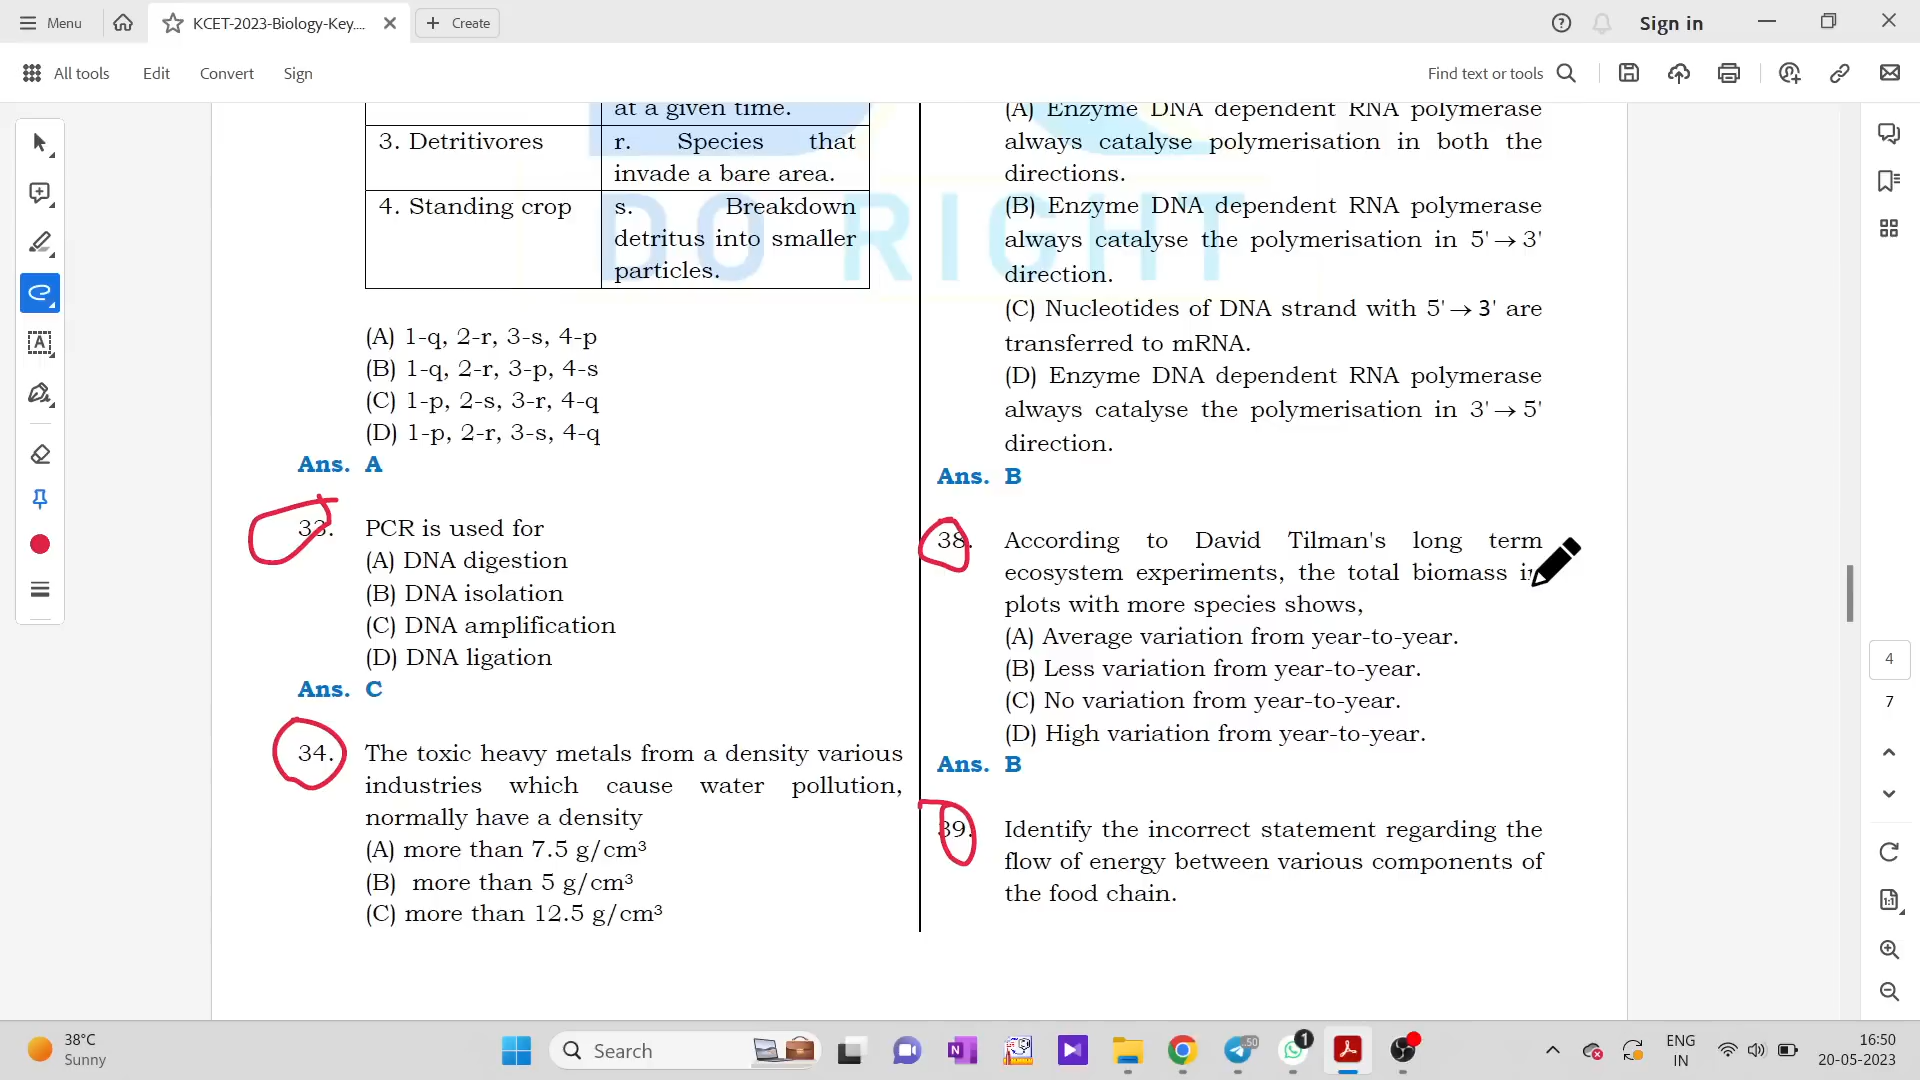 Menu
KCET-2023-Biology-Key....
Create
Sign in
All tools
Edit
Convert
Sign
Find text or tools
at a given time.
3. Detritivores
r. Species that
invade a bare area.
4. Standing crop
s. Breakdown
detritus into smaller
particles.
(A) 1-q, 2-r, 3-s, 4-p
(B) 1-q, 2-r, 3-p, 4-s
(C) 1-p, 2-s, 3-r, 4-q
(D) 1-p, 2-r, 3-s, 4-q
Ans. A
33. PCR is used for
(A) DNA digestion
(B) DNA isolation
(C) DNA amplification
(D) DNA ligation
Ans. C
34. The toxic heavy metals from a density various
industries which cause water pollution,
normally have a density
(A) more than 7.5 g/cm³
(B) more than 5 g/cm³
(C) more than 12.5 g/cm³
(A) Enzyme DNA dependent RNA polymerase
always catalyse polymerisation in both the
directions.
(B) Enzyme DNA dependent RNA polymerase
always catalyse the polymerisation in 5'→3'
direction.
(C) Nucleotides of DNA strand with 5'→3' are
transferred to mRNA.
(D) Enzyme DNA dependent RNA polymerase
always catalyse the polymerisation in 3'→5'
direction.
Ans. B
38. According to David Tilman's long term
ecosystem experiments, the total biomass in
plots with more species shows,
(A) Average variation from year-to-year.
(B) Less variation from year-to-year.
(C) No variation from year-to-year.
(D) High variation from year-to-year.
Ans. B
39. Identify the incorrect statement regarding the
flow of energy between various components of
the food chain.
DO RIGHT
4
7
38°C
Sunny
Search
.50
1
ENG
IN
16:50
20-05-2023